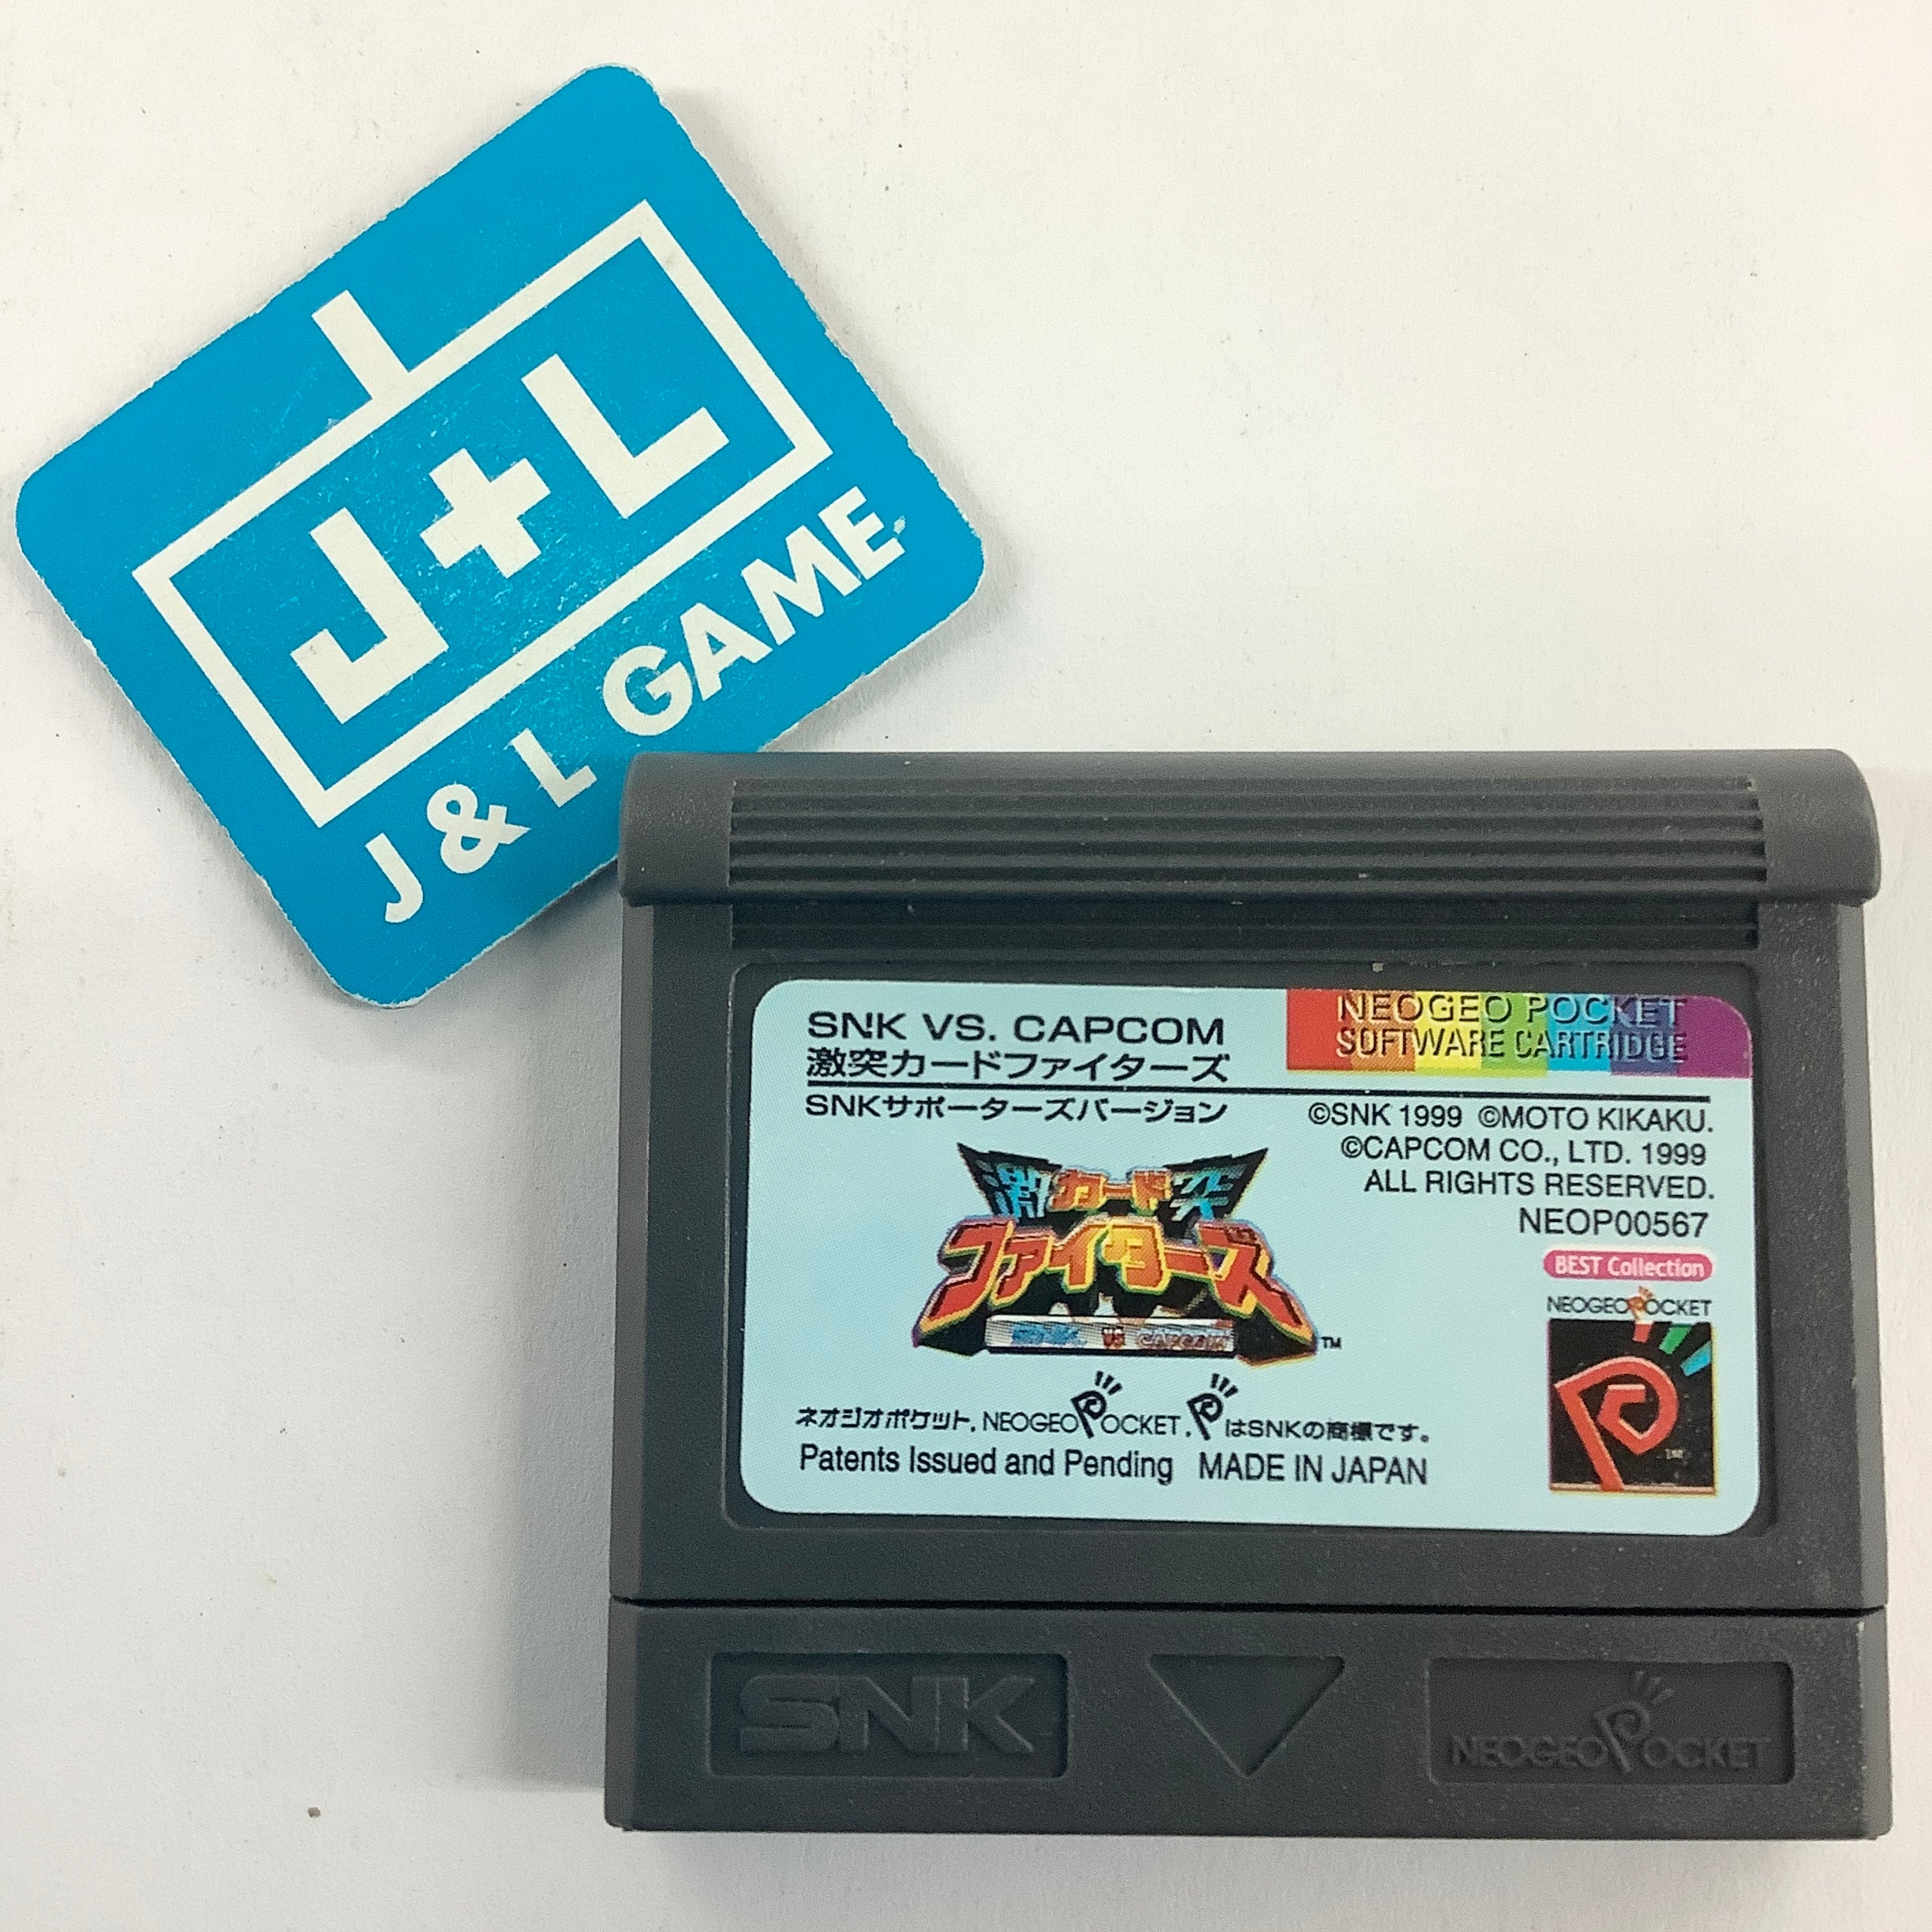 J+L
J & L GAME
SNK VS. CAPCOM
激突カードファイターズ
SNKサポーターズバージョン
NEOGEO POCKET
SOFTWARE CARTRIDGE
©SNK 1999 ©MOTO KIKAKU.
©CAPCOM CO., LTD. 1999
ALL RIGHTS RESERVED.
NEOP00567
BEST Collection
NEOGEO POCKET
激カード突
ファイターズ
SNK VS CAPCOM
TM
TM
ネオジオポケット, NEOGEO POCKET, PはSNKの商標です。
Patents Issued and Pending MADE IN JAPAN
SNK
NEOGEO POCKET